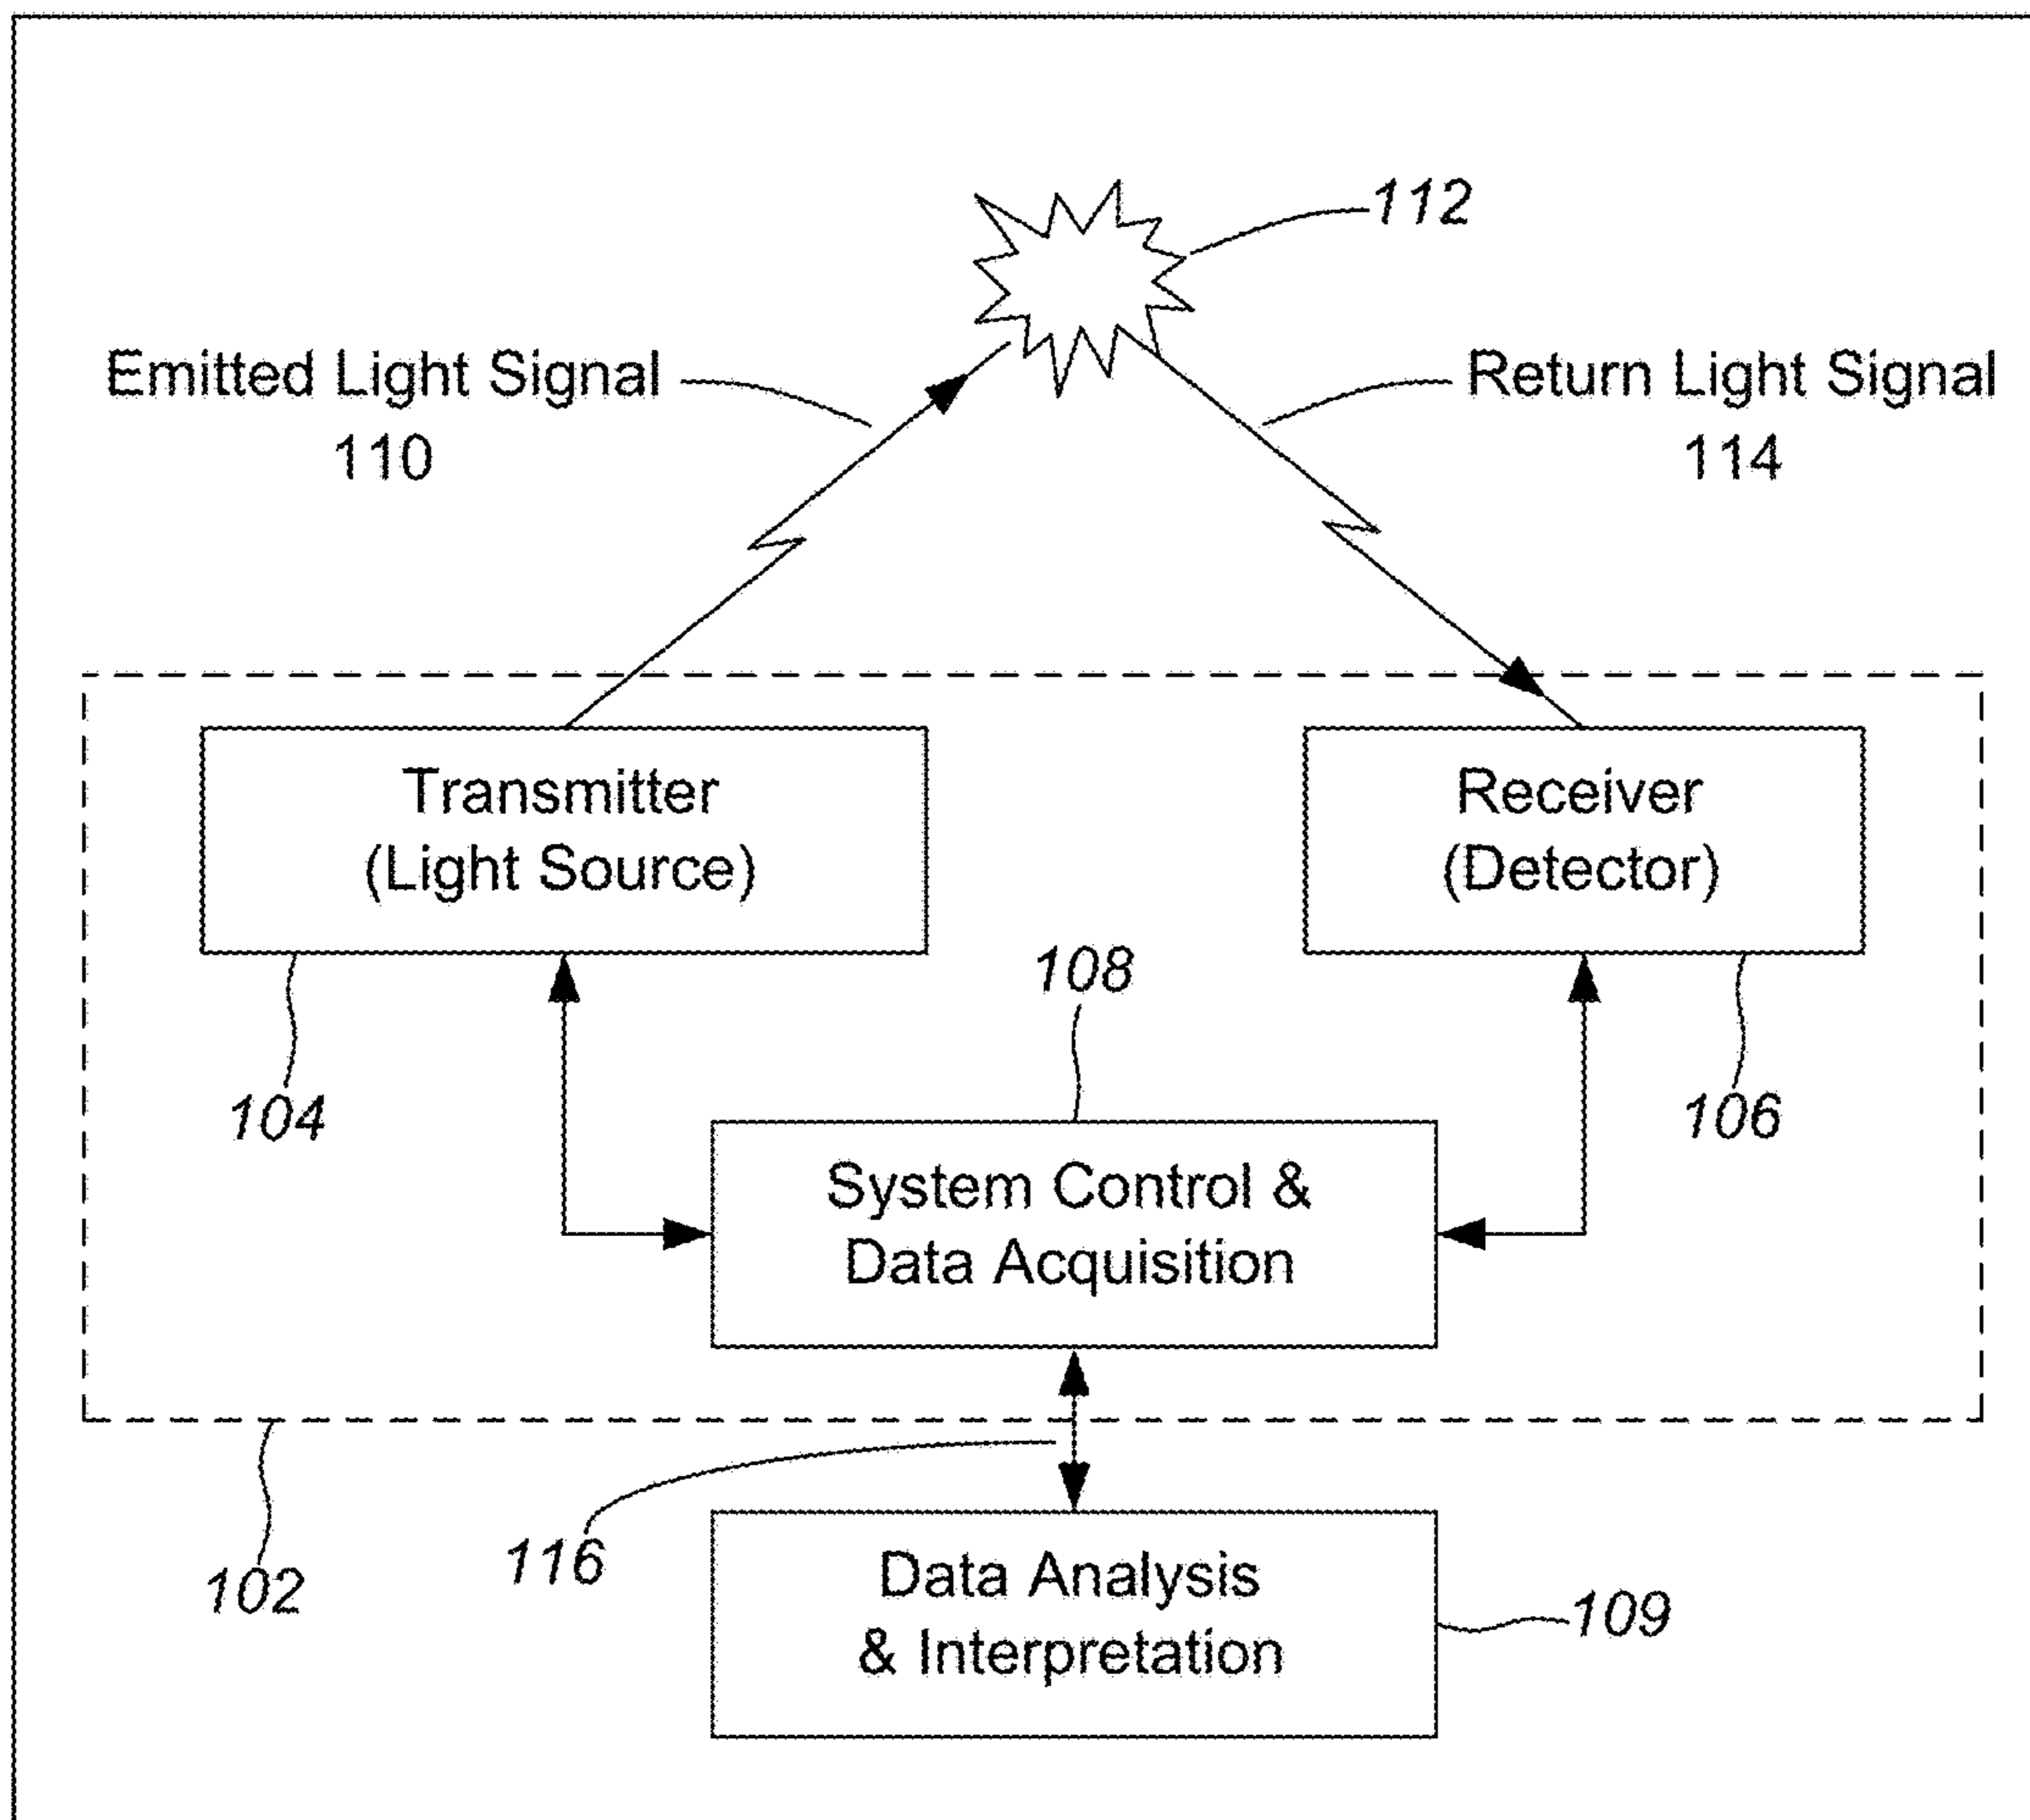 112
Emitted Light Signal
110
Return Light Signal
114
Transmitter
(Light Source)
Receiver
(Detector)
108
104
106
System Control &
Data Acquisition
116
102
Data Analysis
& Interpretation
109